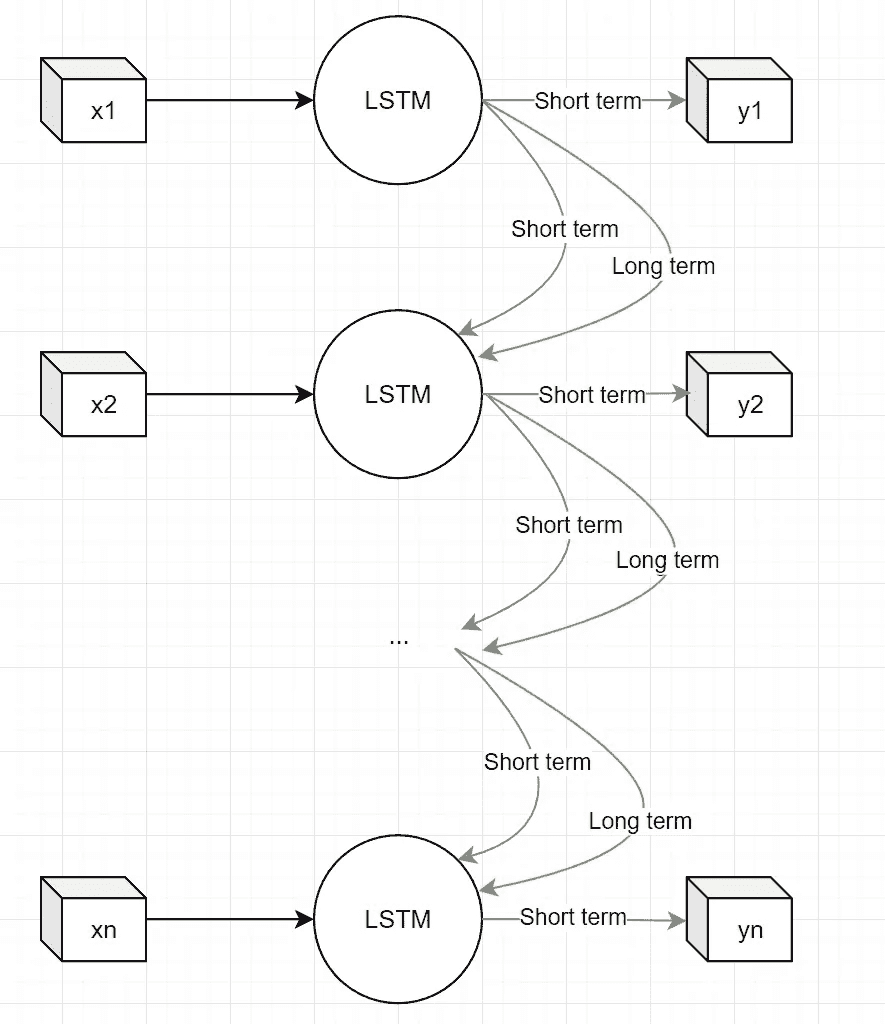 x1
LSTM
Short term
y1
Short term
Long term
x2
LSTM
Short term
y2
Short term
Long term
...
Short term
Long term
xn
LSTM
Short term
yn